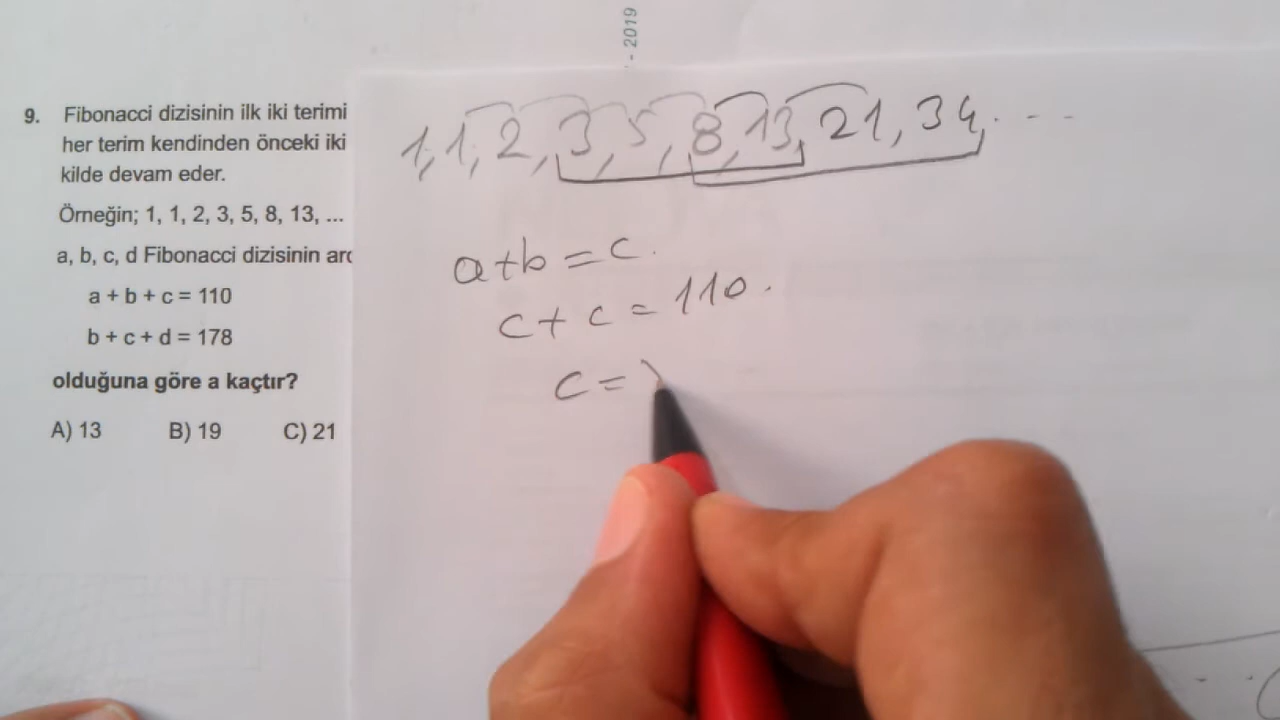 - 2019
9. Fibonacci dizisinin ilk iki terimi
her terim kendinden önceki iki
kilde devam eder.
Örneğin; 1, 1, 2, 3, 5, 8, 13, ...
a, b, c, d Fibonacci dizisinin
a + b + c = 110
b + c + d = 178
olduğuna göre a kaçtır?
A) 13 B) 19 C) 21
1, 1, 2, 3, 5, 8, 13, 21, 34, ....
a+b = c.
c + c = 110.
c =